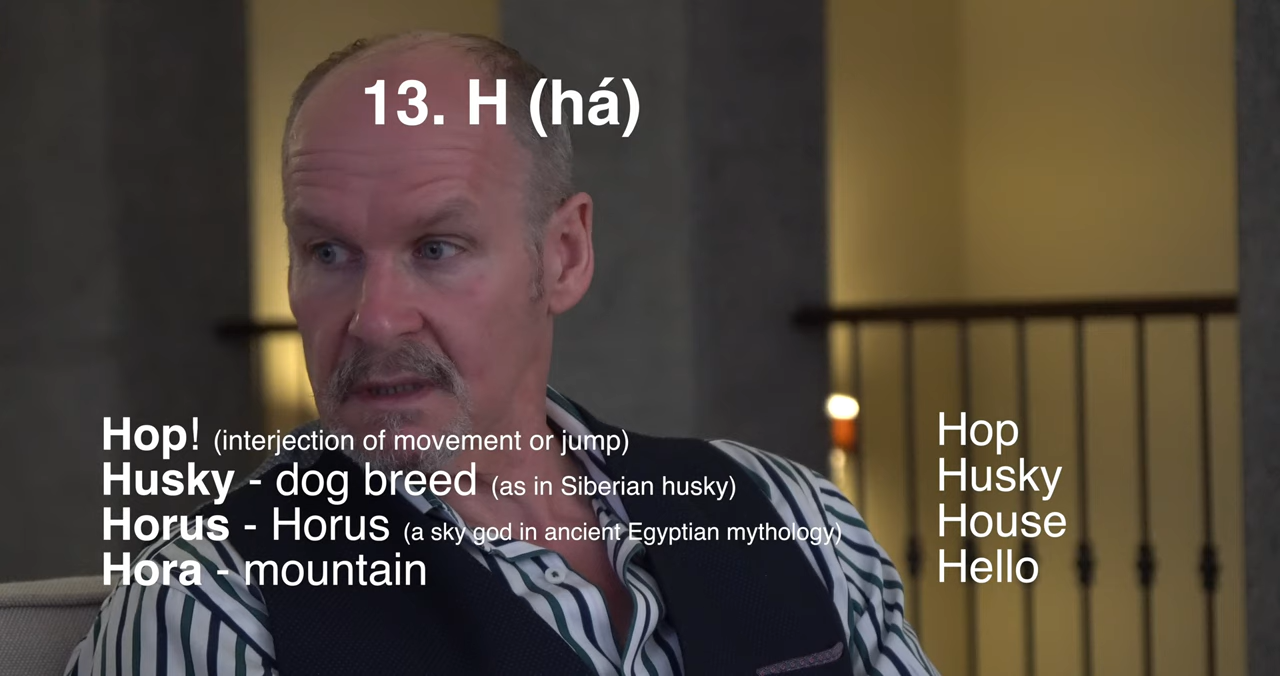 13. H (há)
Hop! (interjection of movement or jump)
Husky - dog breed (as in Siberian husky)
Horus - Horus (a sky god in ancient Egyptian mythology)
Hora - mountain
Hop
Husky
House
Hello